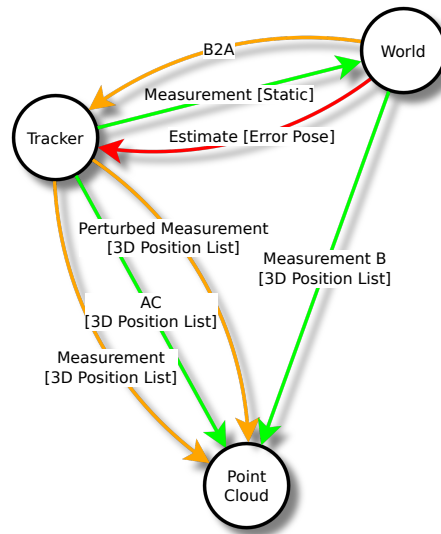 World
B2A
Measurement [Static]
Tracker
Estimate [Error Pose]
Perturbed Measurement
[3D Position List]
Measurement B
[3D Position List]
AC
[3D Position List]
Measurement
[3D Position List]
Point
Cloud